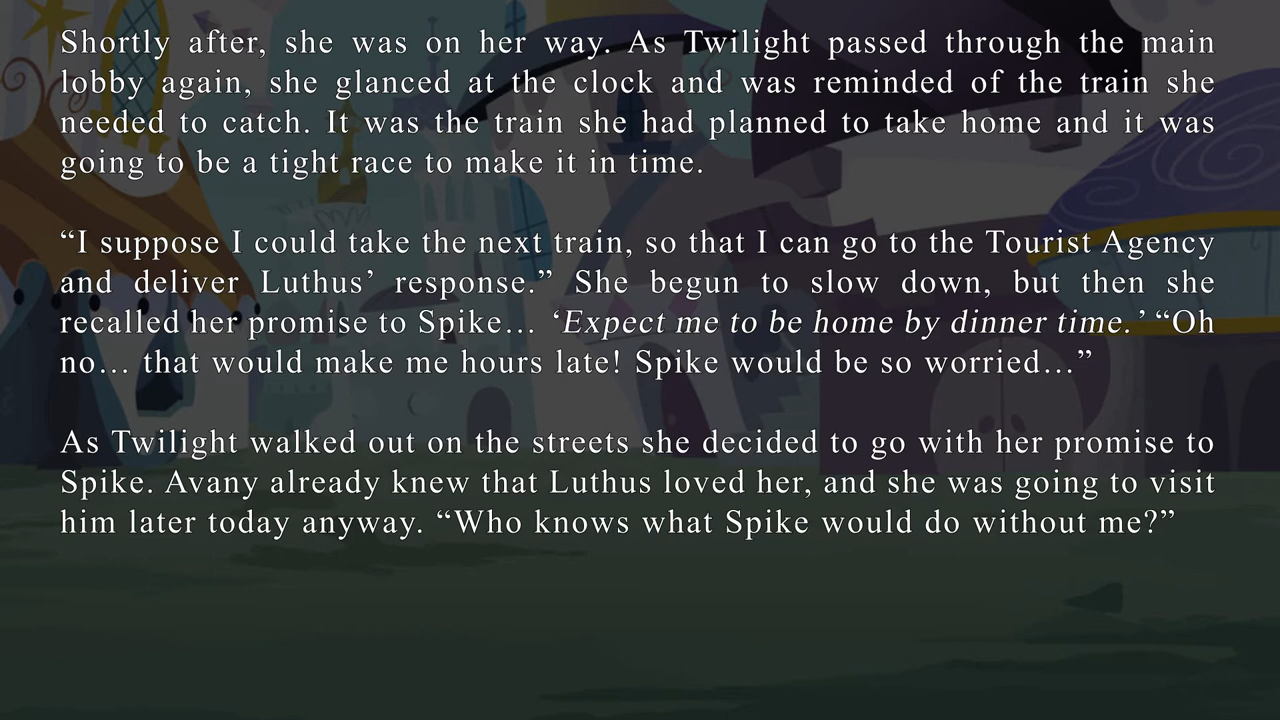 Shortly after, she was on her way. As Twilight passed through the main
lobby again, she glanced at the clock and was reminded of the train she
needed to catch. It was the train she had planned to take home and it was
going to be a tight race to make it in time.
“I suppose I could take the next train, so that I can go to the Tourist Agency
and deliver Luthus’ response.” She begun to slow down, but then she
recalled her promise to Spike… ‘Expect me to be home by dinner time.’ “Oh
no… that would make me hours late! Spike would be so worried…”
As Twilight walked out on the streets she decided to go with her promise to
Spike. Avany already knew that Luthus loved her, and she was going to visit
him later today anyway. “Who knows what Spike would do without me?”